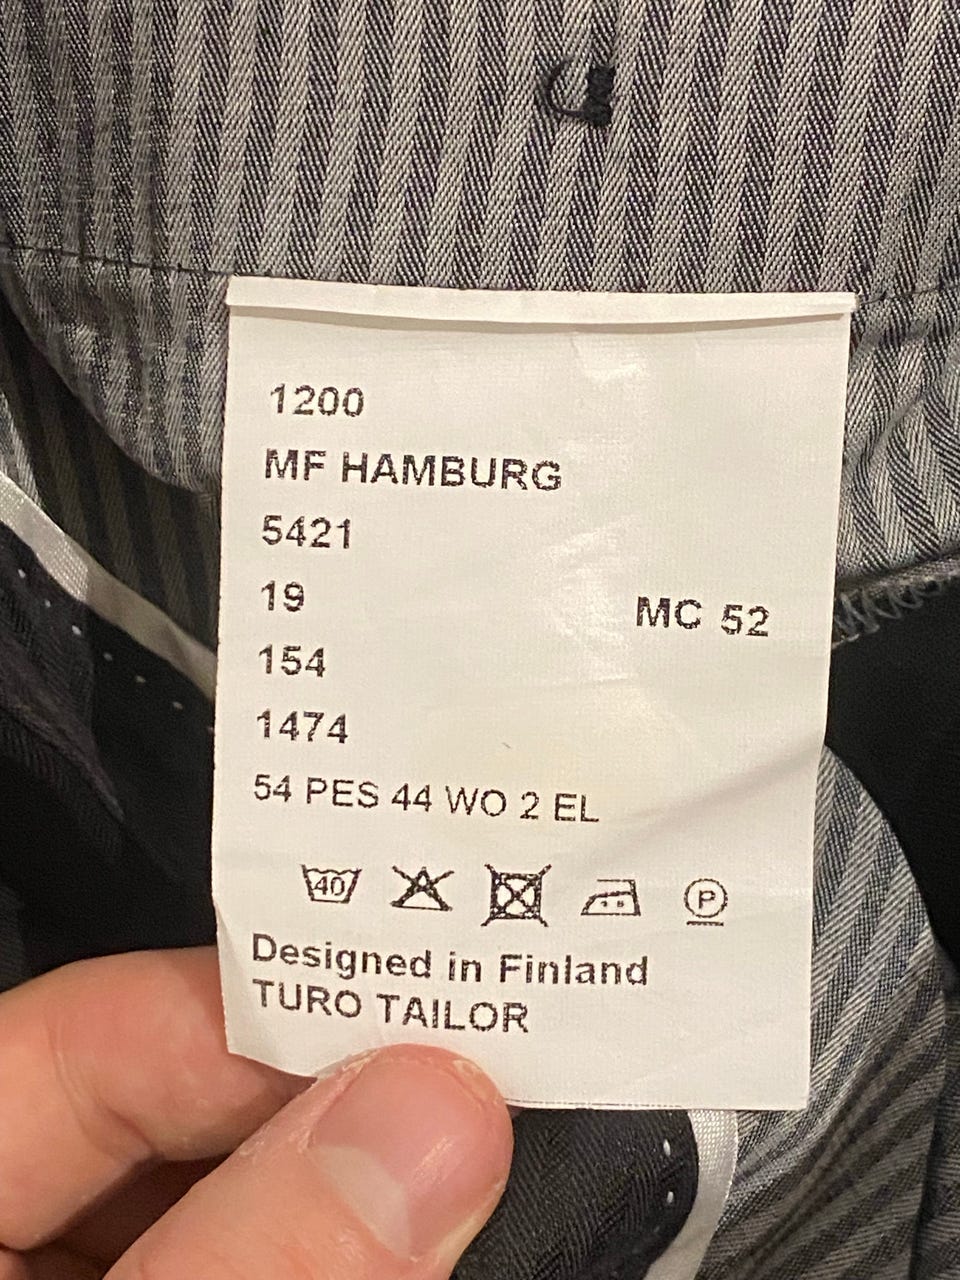 1200
MF HAMBURG
5421
19 MC 52
154
1474
54 PES 44 WO 2 EL
40 P
Designed in Finland
TURO TAILOR